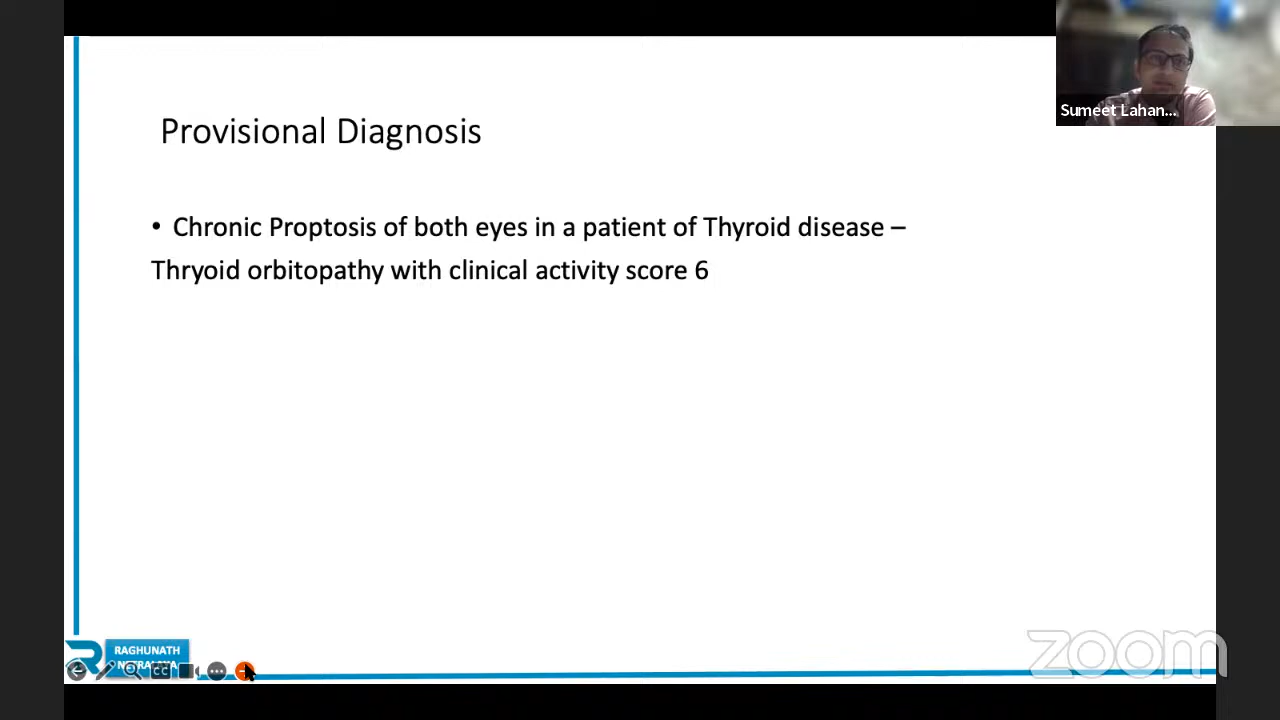 Sumeet Lahan...
Provisional Diagnosis
• Chronic Proptosis of both eyes in a patient of Thyroid disease –
Thryoid orbitopathy with clinical activity score 6
RAGHUNATH
CC
zoom